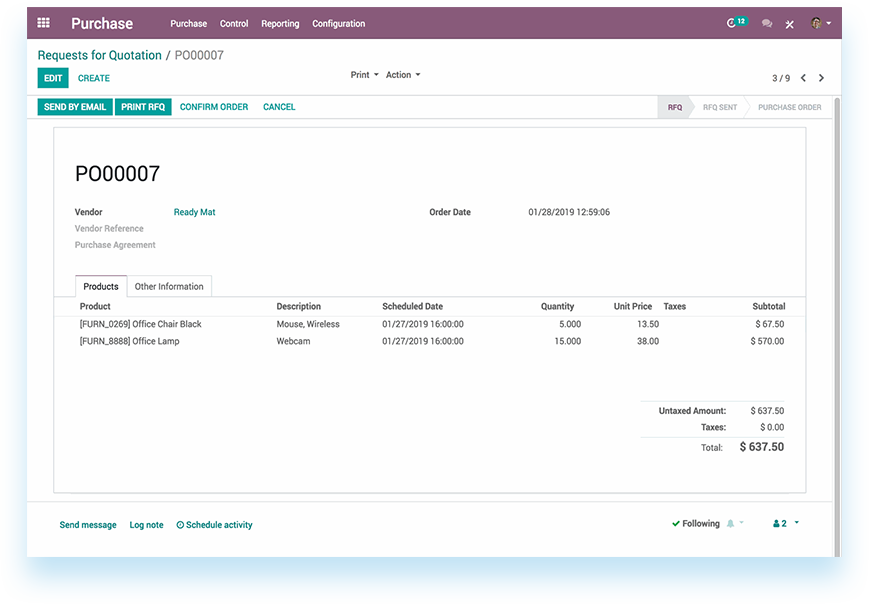 Purchase Purchase Control Reporting Configuration 12
Requests for Quotation / PO00007
EDIT CREATE Print Action 3 / 9
SEND BY EMAIL PRINT RFQ CONFIRM ORDER CANCEL RFQ RFQ SENT PURCHASE ORDER
PO00007
Vendor Ready Mat Order Date 01/28/2019 12:59:06
Vendor Reference
Purchase Agreement
Products Other Information
Product Description Scheduled Date Quantity Unit Price Taxes Subtotal
[FURN_0269] Office Chair Black Mouse, Wireless 01/27/2019 16:00:00 5.000 13.50 $ 67.50
[FURN_8888] Office Lamp Webcam 01/27/2019 16:00:00 15.000 38.00 $ 570.00
Untaxed Amount: $ 637.50
Taxes: $ 0.00
Total: $ 637.50
Send message Log note Schedule activity Following 2